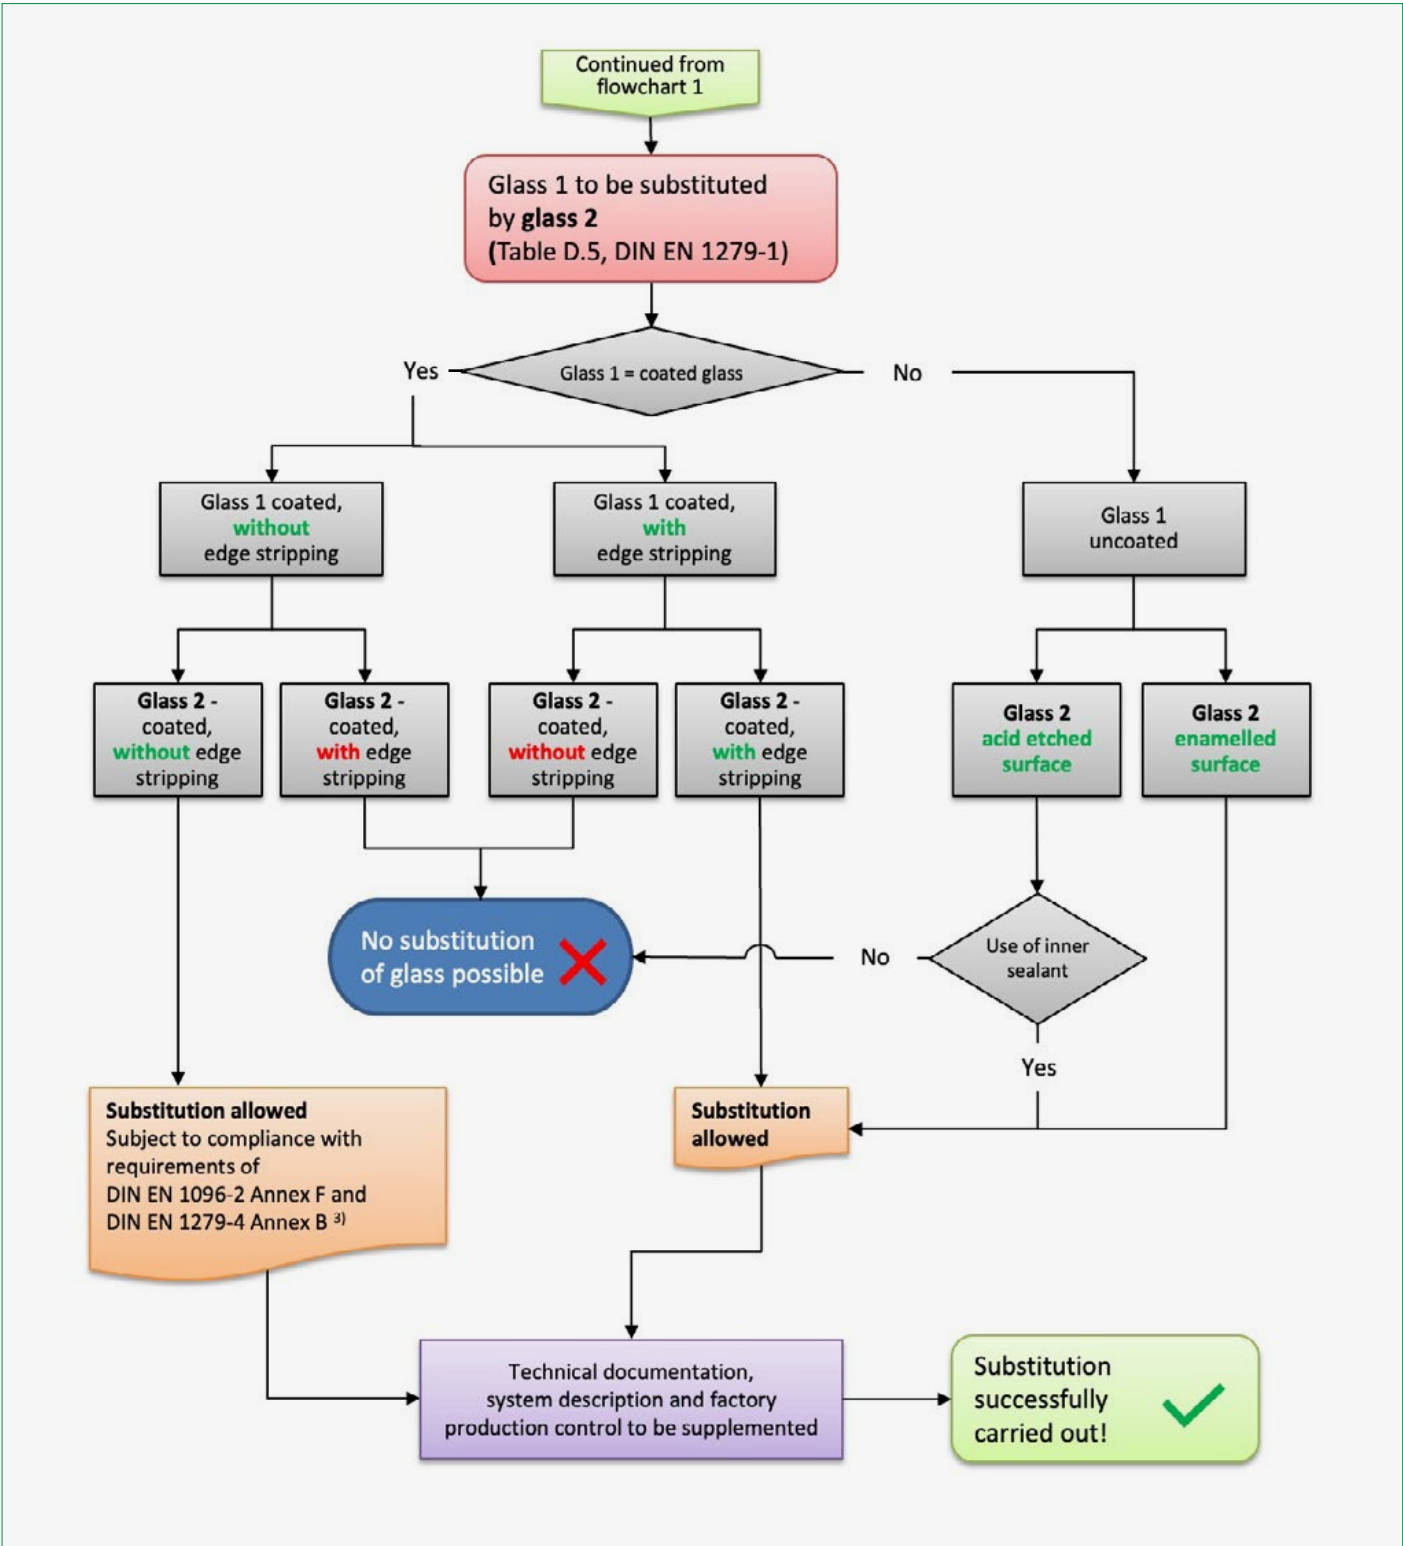 Continued from
flowchart 1
Glass 1 to be substituted
by glass 2
(Table D.5, DIN EN 1279-1)
Glass 1 = coated glass
Yes
No
Glass 1 coated,
without
edge stripping
Glass 1 coated,
with
edge stripping
Glass 1
uncoated
Glass 2 -
coated,
without edge
stripping
Glass 2 -
coated,
with edge
stripping
Glass 2 -
coated,
without edge
stripping
Glass 2 -
coated,
with edge
stripping
Glass 2
acid etched
surface
Glass 2
enamelled
surface
No substitution
of glass possible
No
Use of inner
sealant
Yes
Substitution allowed
Subject to compliance with
requirements of
DIN EN 1096-2 Annex F and
DIN EN 1279-4 Annex B 3)
Substitution
allowed
Technical documentation,
system description and factory
production control to be supplemented
Substitution
successfully
carried out!